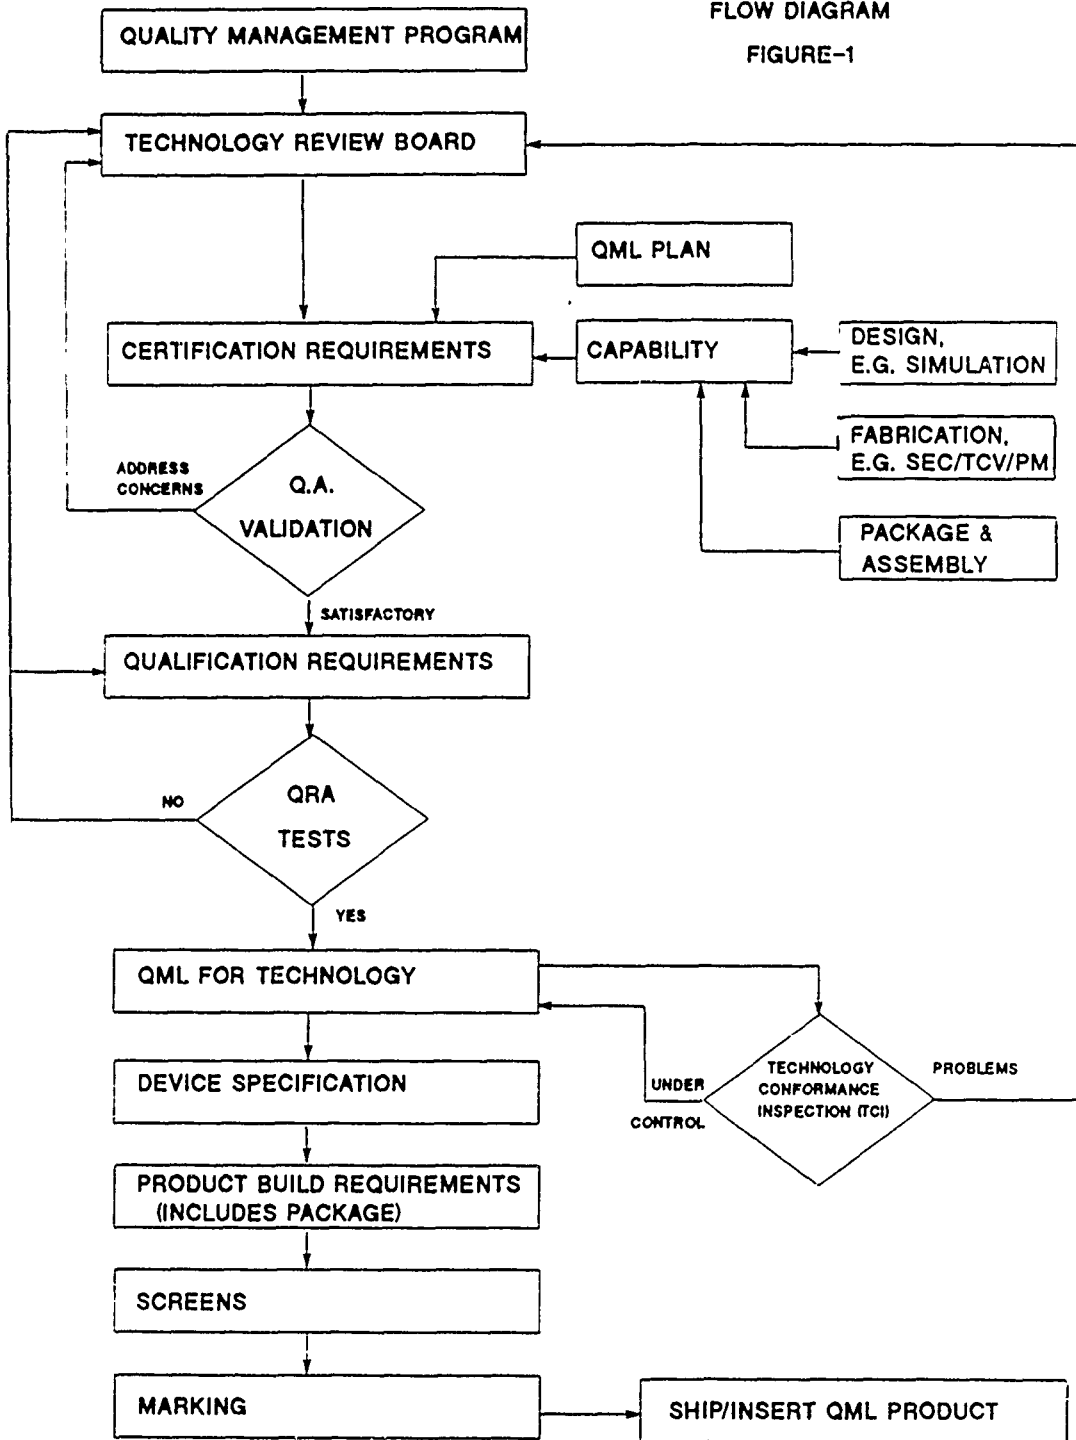 FLOW DIAGRAM
FIGURE-1
QUALITY MANAGEMENT PROGRAM
TECHNOLOGY REVIEW BOARD
QML PLAN
CERTIFICATION REQUIREMENTS
CAPABILITY
DESIGN,
E.G. SIMULATION
FABRICATION,
E.G. SEC/TCV/PM
PACKAGE &
ASSEMBLY
ADDRESS
CONCERNS
Q.A.
VALIDATION
SATISFACTORY
QUALIFICATION REQUIREMENTS
NO
QRA
TESTS
YES
QML FOR TECHNOLOGY
TECHNOLOGY
CONFORMANCE
INSPECTION (TCI)
PROBLEMS
UNDER
CONTROL
DEVICE SPECIFICATION
PRODUCT BUILD REQUIREMENTS
(INCLUDES PACKAGE)
SCREENS
MARKING
SHIP/INSERT QML PRODUCT